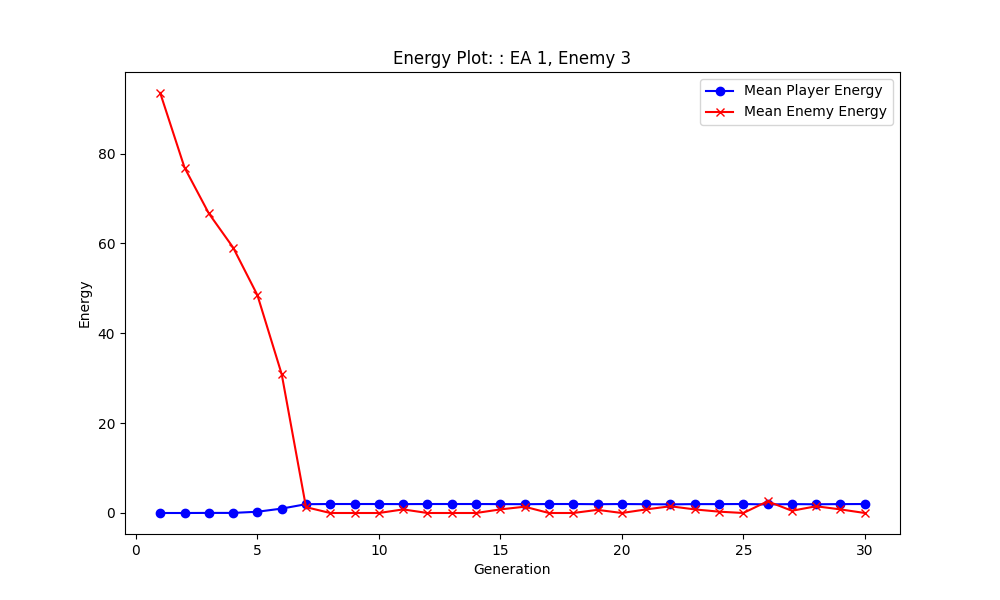 Energy Plot: : EA 1, Enemy 3
Mean Player Energy
Mean Enemy Energy
80
60
40
20
0
Energy
0 5 10 15 20 25 30
Generation